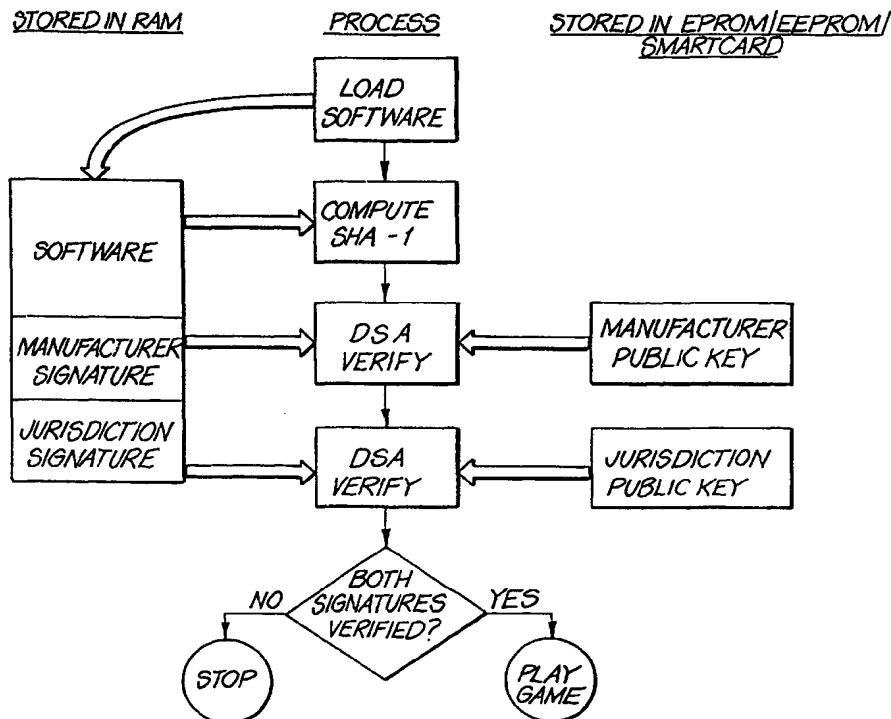 STORED IN RAM
PROCESS
STORED IN EPROM/EEPROM/
SMARTCARD
LOAD
SOFTWARE
SOFTWARE
COMPUTE
SHA - 1
MANUFACTURER
SIGNATURE
DSA
VERIFY
MANUFACTURER
PUBLIC KEY
JURISDICTION
SIGNATURE
DSA
VERIFY
JURISDICTION
PUBLIC KEY
BOTH
SIGNATURES
VERIFIED?
NO
YES
STOP
PLAY
GAME